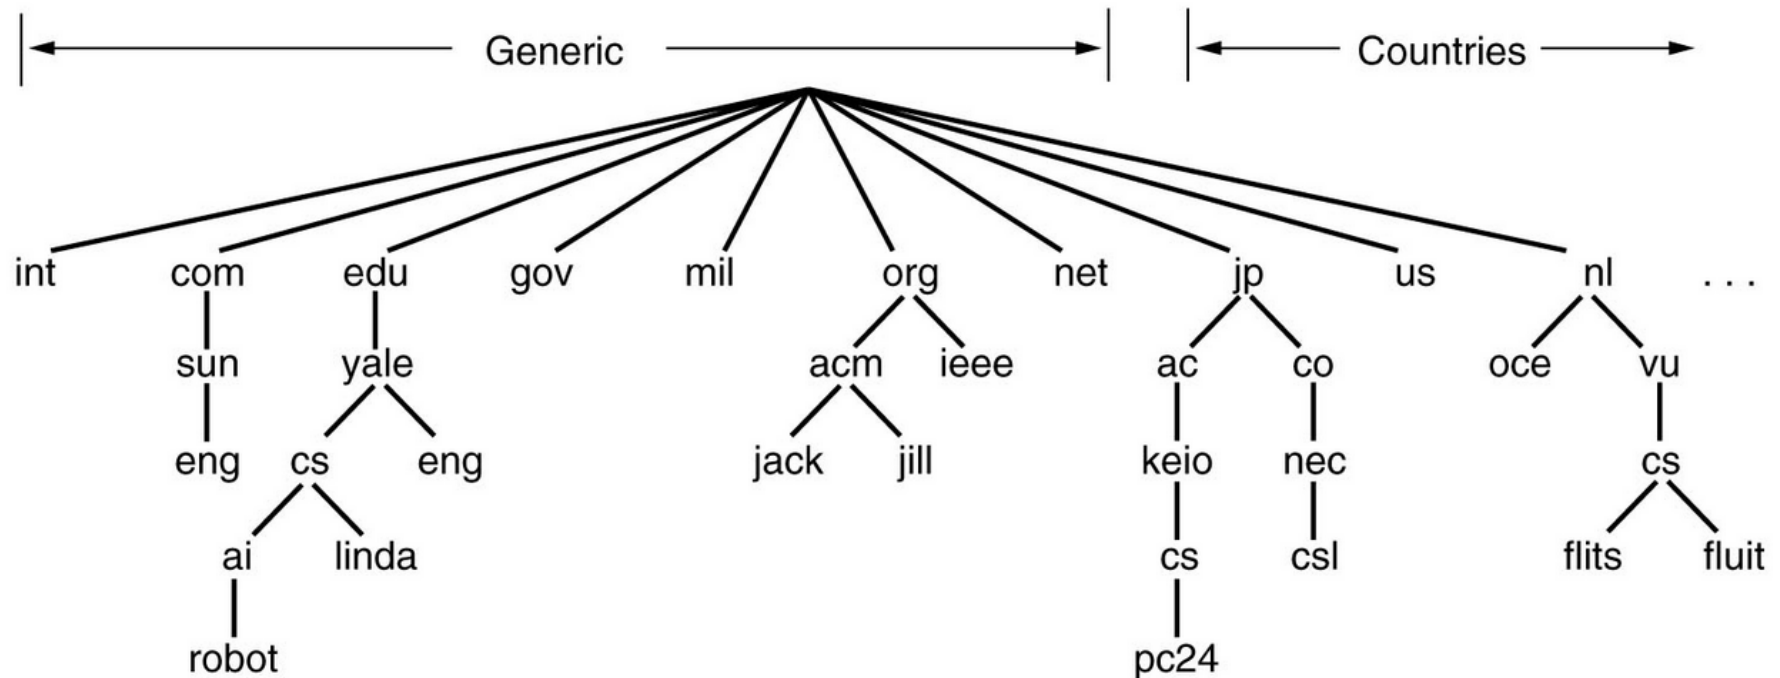 Generic Countries
int com edu gov mil org net jp us nl . . .
sun yale acm ieee ac co oce vu
eng cs eng jack jill keio nec cs
ai linda cs csl flits fluit
robot pc24